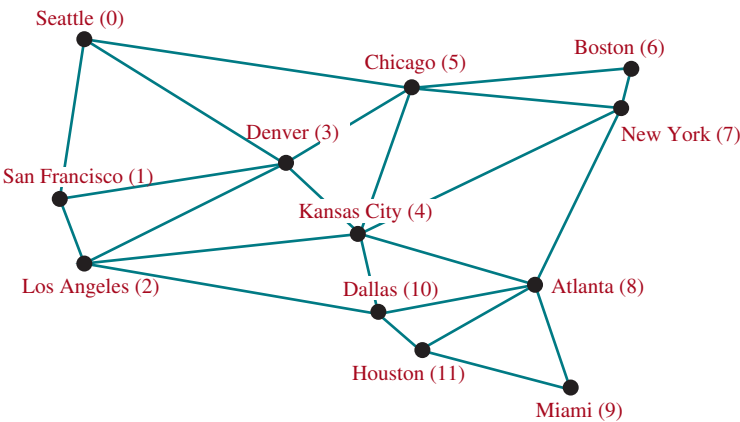 Seattle (0)
Boston (6)
Chicago (5)
Denver (3)
New York (7)
San Francisco (1)
Kansas City (4)
Los Angeles (2)
Dallas (10)
Atlanta (8)
Houston (11)
Miami (9)